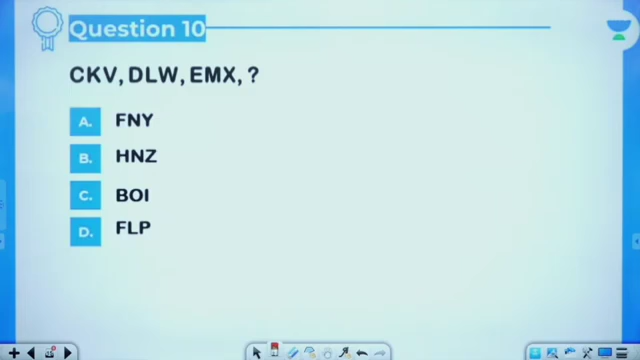 Question 10
CKV, DLW, EMX, ?
A. FNY
B. HNZ
C. BOI
D. FLP